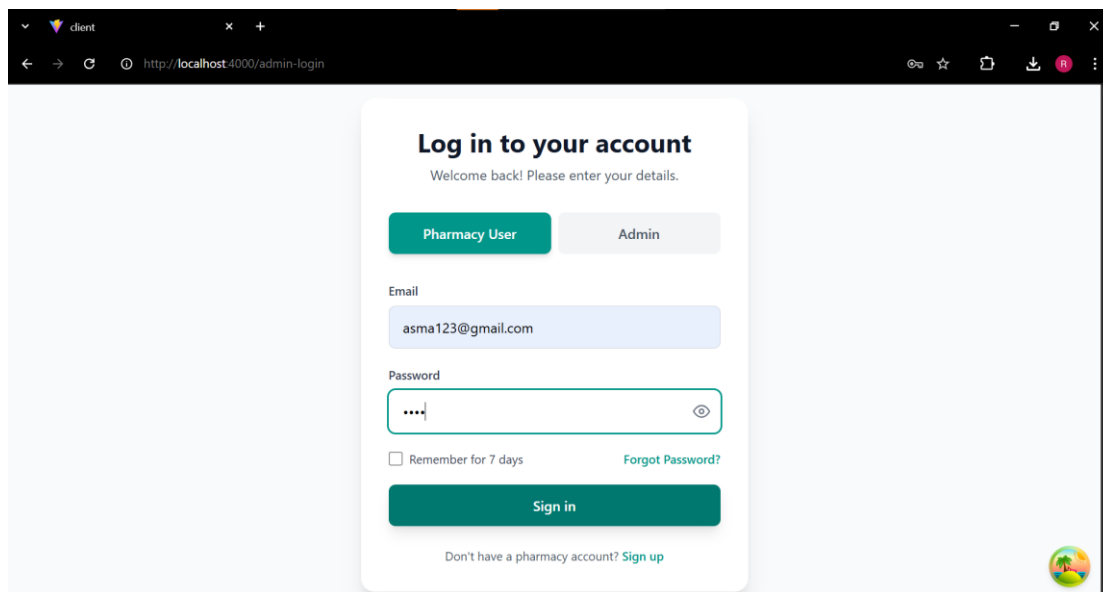 client
http://localhost:4000/admin-login
R
Log in to your account
Welcome back! Please enter your details.
Pharmacy User Admin
Email
asma123@gmail.com
Password
••••
Remember for 7 days Forgot Password?
Sign in
Don't have a pharmacy account? Sign up